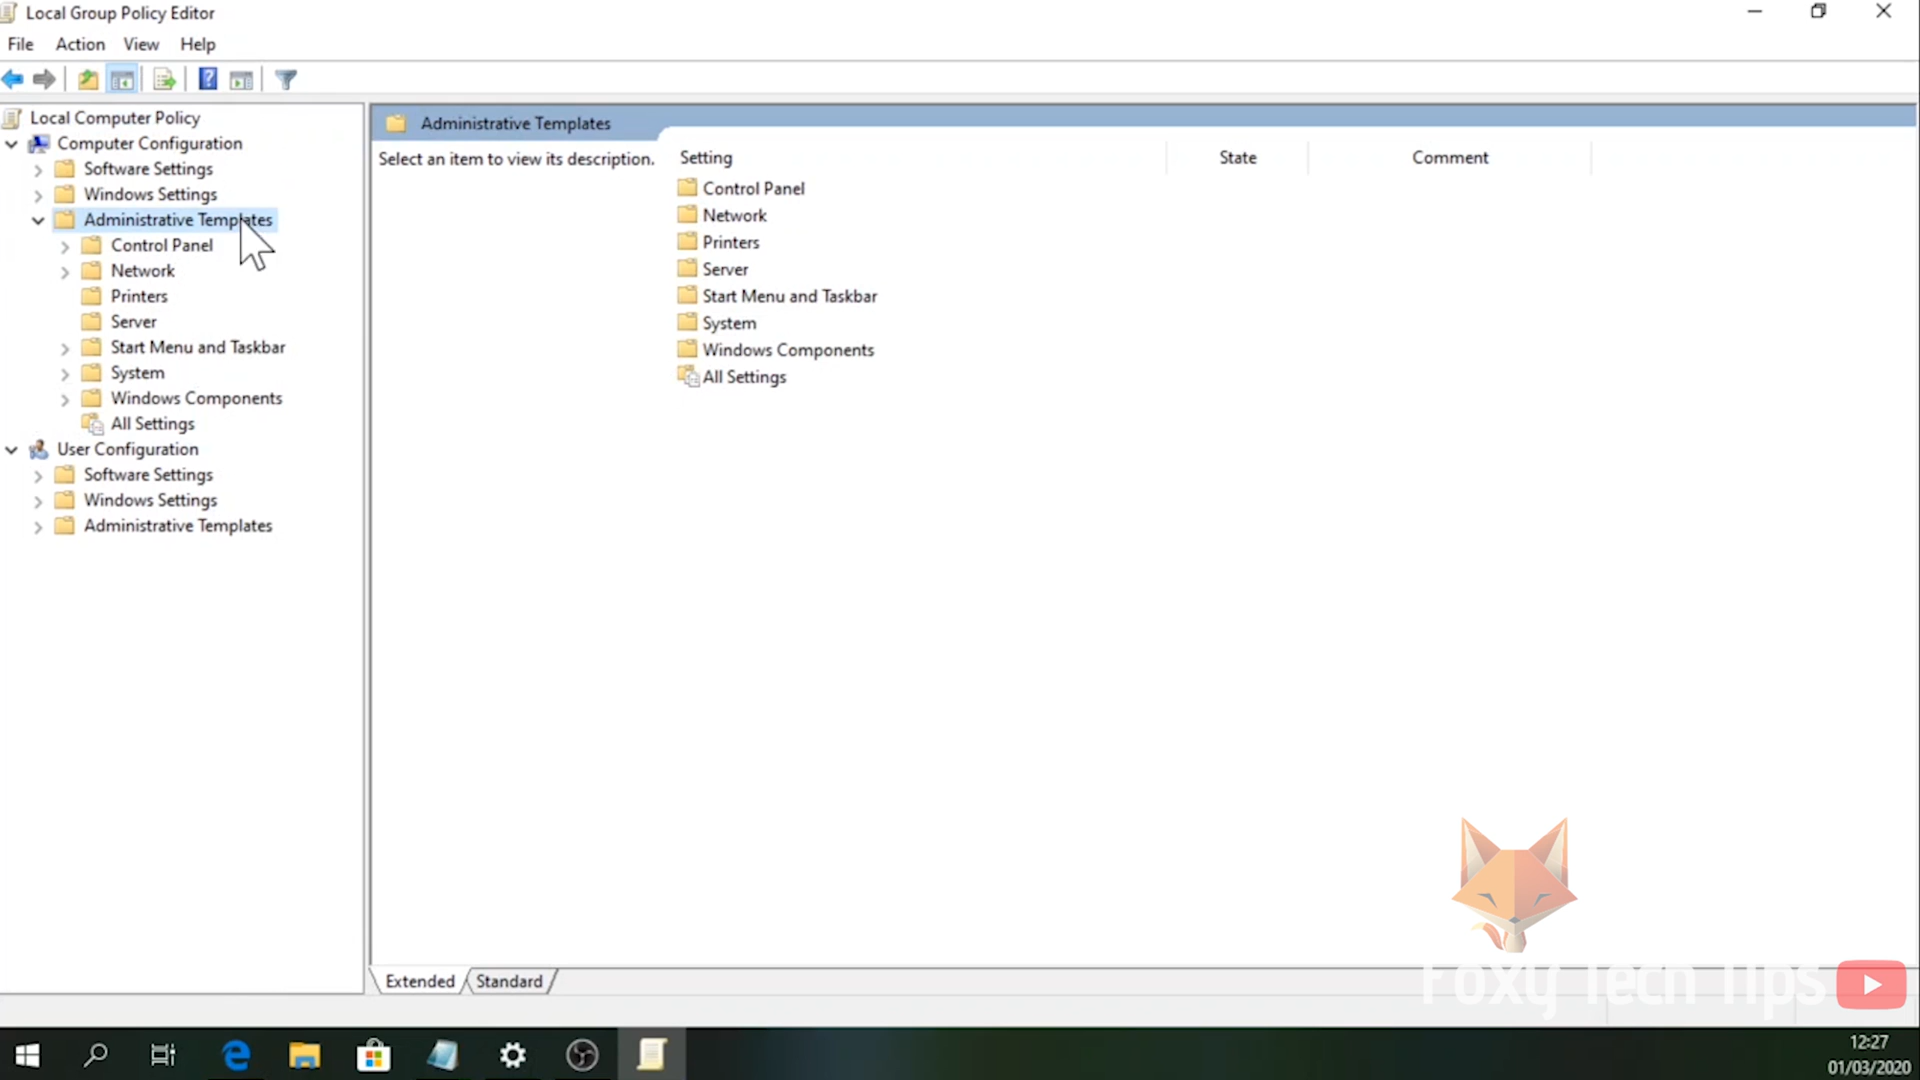 Local Group Policy Editor
File Action View Help
Local Computer Policy
Computer Configuration
Software Settings
Windows Settings
Administrative Templates
Control Panel
Network
Printers
Server
Start Menu and Taskbar
System
Windows Components
All Settings
User Configuration
Software Settings
Windows Settings
Administrative Templates
Administrative Templates
Select an item to view its description.
Setting State Comment
Control Panel
Network
Printers
Server
Start Menu and Taskbar
System
Windows Components
All Settings
Extended Standard
Foxy Tech Tips
12:27
01/03/2020